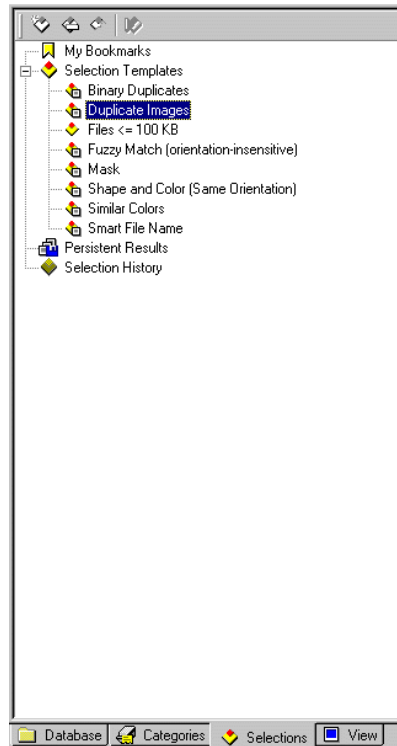 My Bookmarks
Selection Templates
Binary Duplicates
Duplicate Images
Files <= 100 KB
Fuzzy Match (orientation-insensitive)
Mask
Shape and Color (Same Orientation)
Similar Colors
Smart File Name
Persistent Results
Selection History
Database Categories Selections View